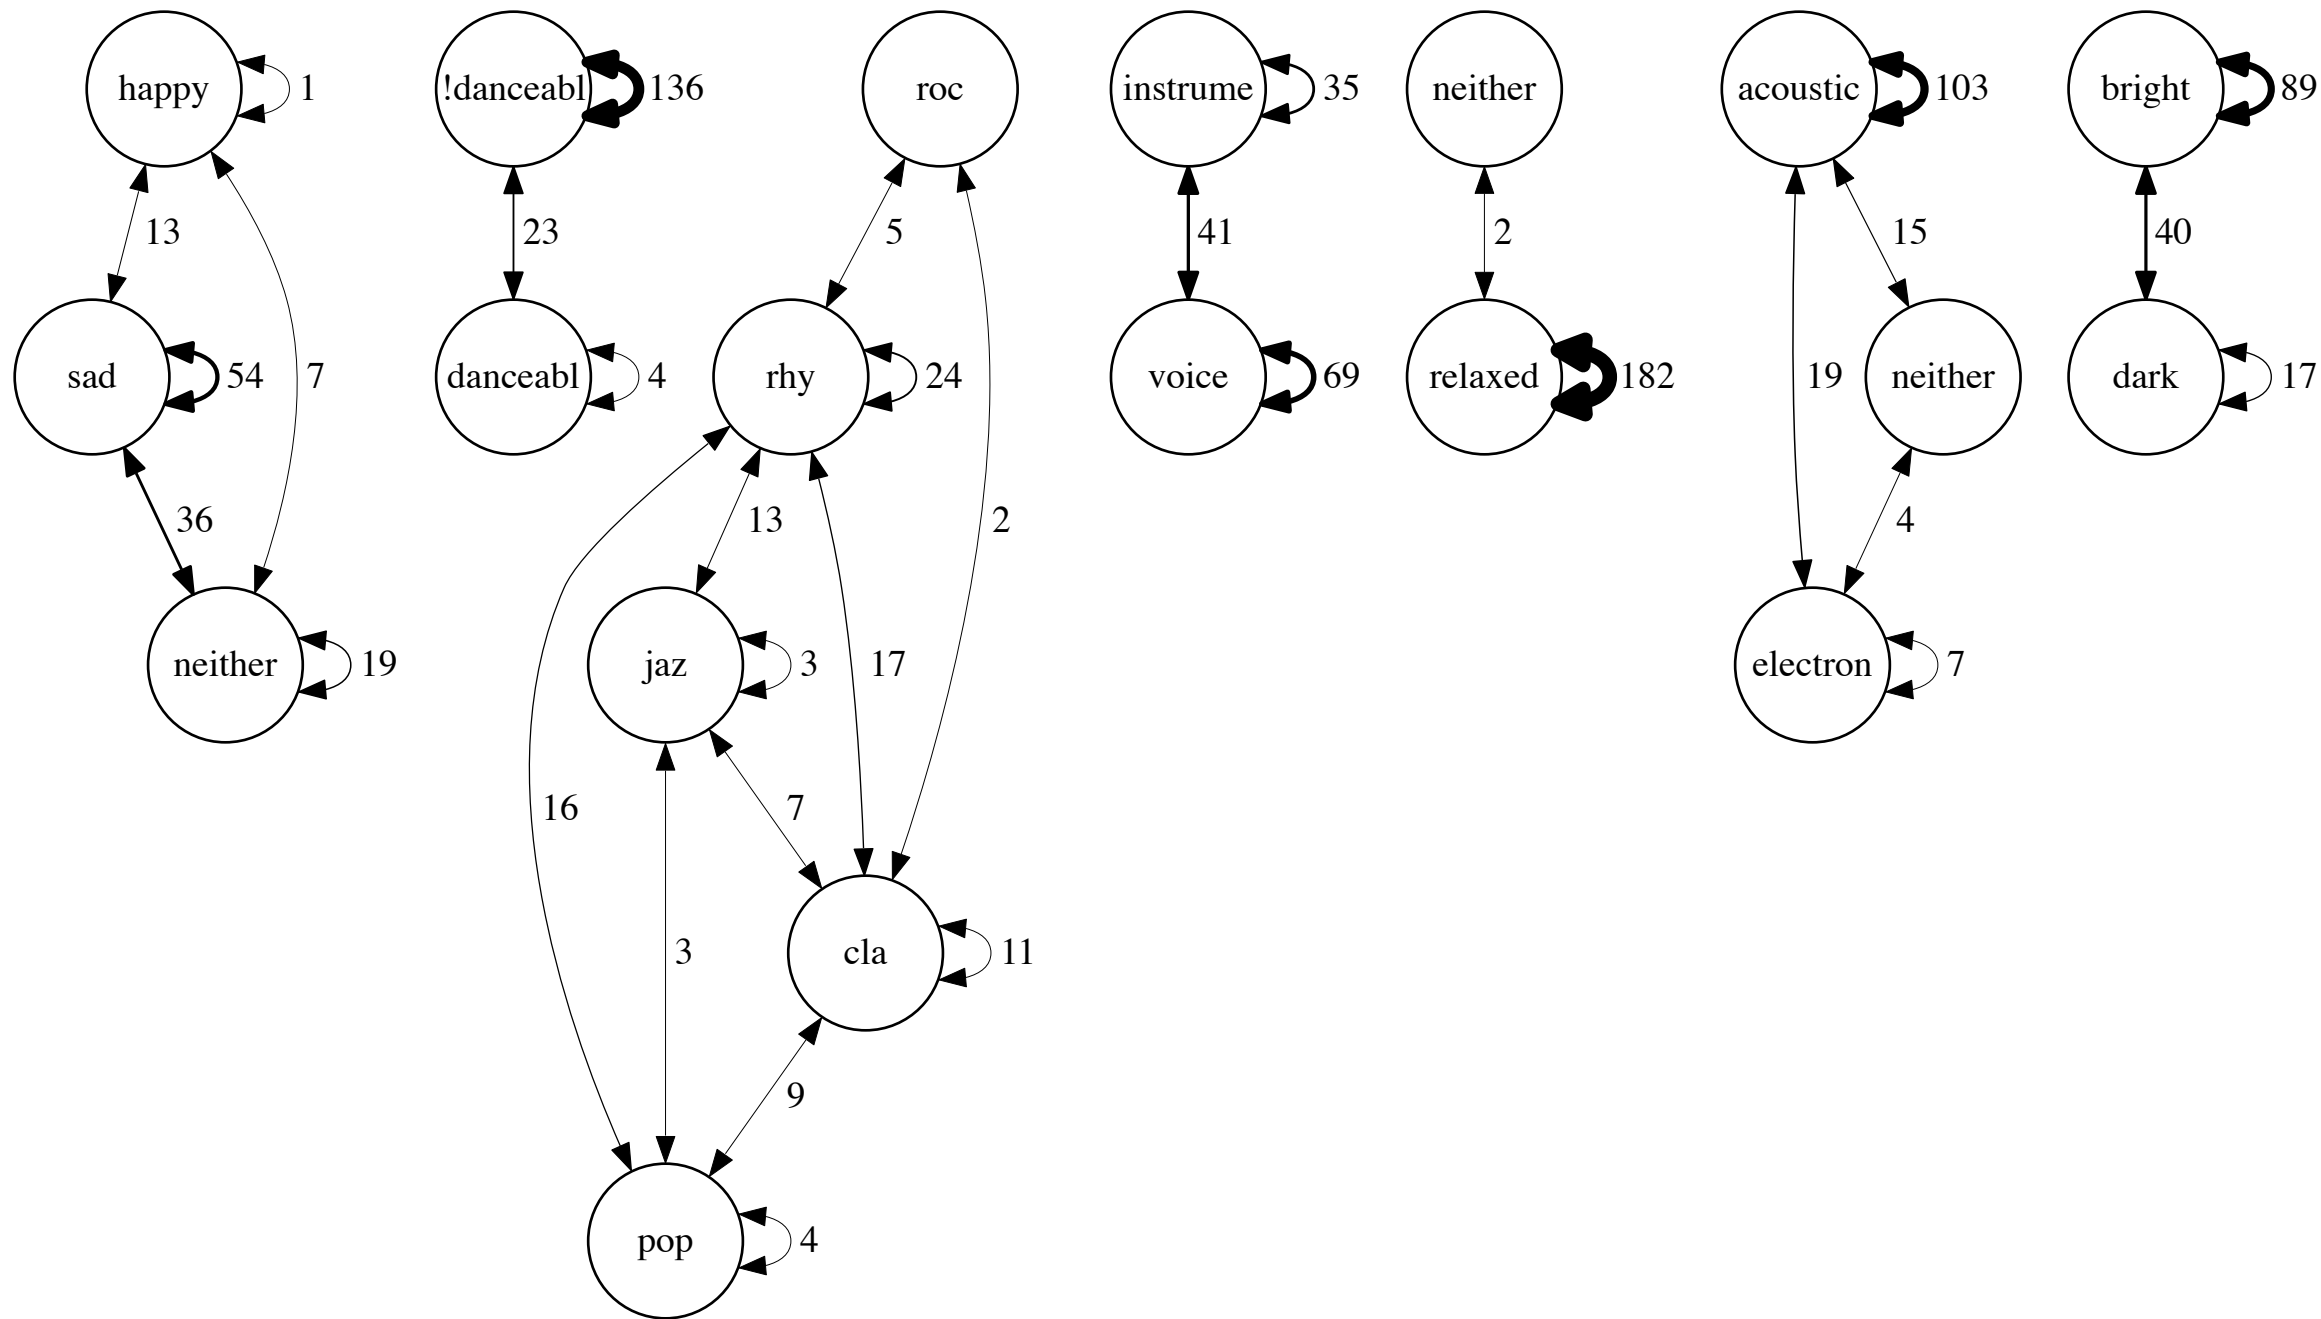 happy
1
!danceabl
136
roc
instrume
35
neither
acoustic
103
bright
89
13
23
5
41
2
15
40
sad
54
7
danceabl
4
rhy
24
voice
69
relaxed
182
19
neither
dark
17
36
13
2
4
neither
19
jaz
3
17
electron
7
16
7
3
cla
11
9
pop
4